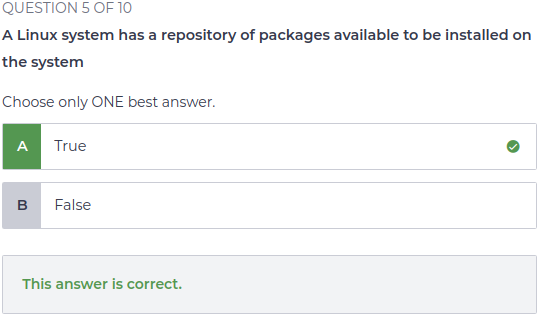 QUESTION 5 OF 10
A Linux system has a repository of packages available to be installed on
the system
Choose only ONE best answer.
A True
B False
This answer is correct.